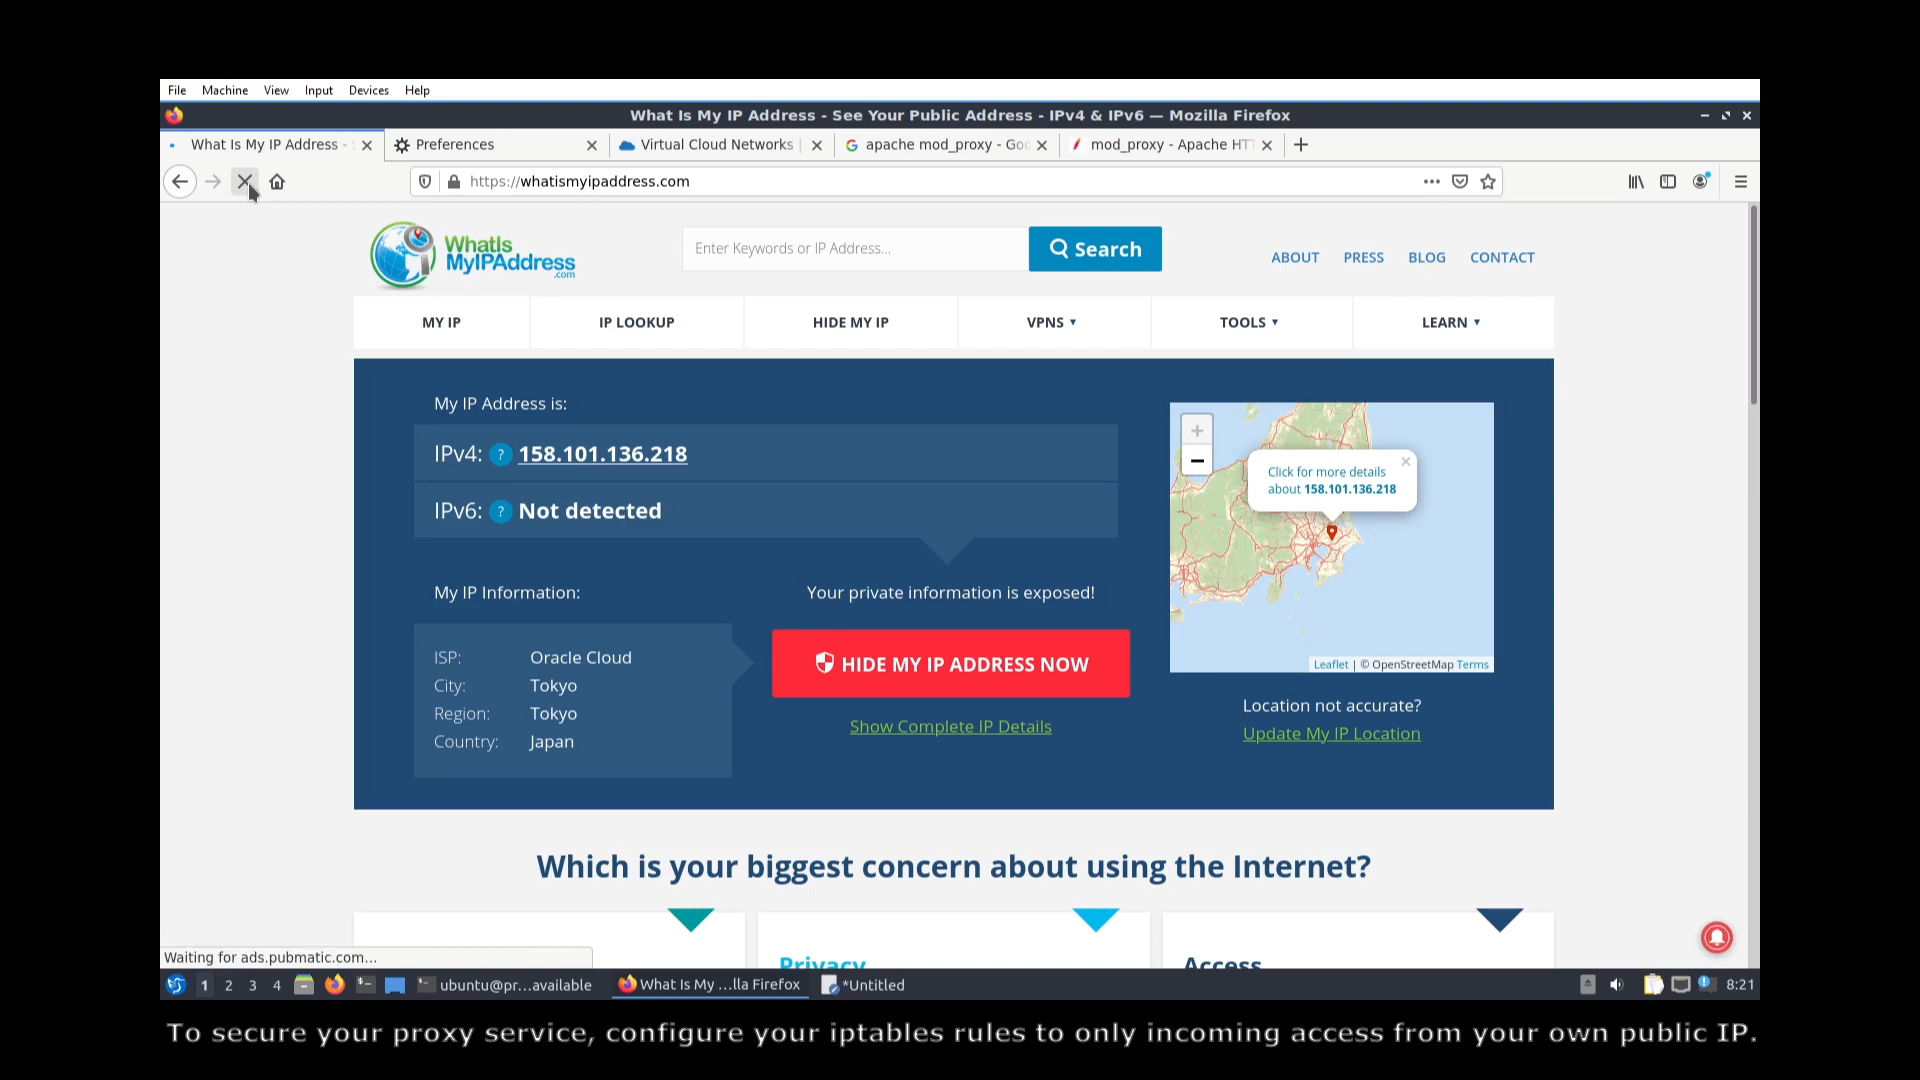 File Machine View Input Devices Help
What Is My IP Address - See Your Public Address - IPv4 & IPv6 — Mozilla Firefox
What Is My IP Address - Preferences Virtual Cloud Networks | apache mod_proxy - Goo mod_proxy - Apache HTT
https://whatismyipaddress.com
WhatIs
MyIPAddress
.com
Enter Keywords or IP Address...
Search
ABOUT PRESS BLOG CONTACT
MY IP IP LOOKUP HIDE MY IP VPNS TOOLS LEARN
My IP Address is:
IPv4: ? 158.101.136.218
IPv6: ? Not detected
Click for more details
about 158.101.136.218
My IP Information:
Your private information is exposed!
ISP: Oracle Cloud
City: Tokyo
Region: Tokyo
Country: Japan
HIDE MY IP ADDRESS NOW
Show Complete IP Details
Leaflet | © OpenStreetMap Terms
Location not accurate?
Update My IP Location
Which is your biggest concern about using the Internet?
Privacy
Access
Waiting for ads.pubmatic.com...
1 2 3 4 ubuntu@pr...available What Is My ...lla Firefox *Untitled 8:21
To secure your proxy service, configure your iptables rules to only incoming access from your own public IP.